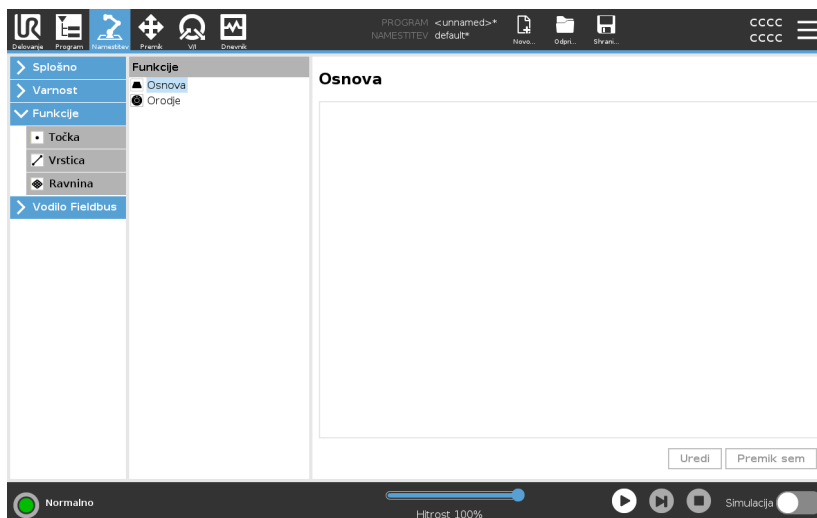 UR
Delovanje
Program
Namestitev
Premik
V/I
Dnevnik
PROGRAM <unnamed>*
NAMESTITEV default*
Novo...
Odpri...
Shrani...
cccc
cccc
Splošno
Varnost
Funkcije
Točka
Vrstica
Ravnina
Vodilo Fieldbus
Funkcije
Osnova
Orodje
Osnova
Uredi
Premik sem
Normalno
Hitrost 100%
Simulacija